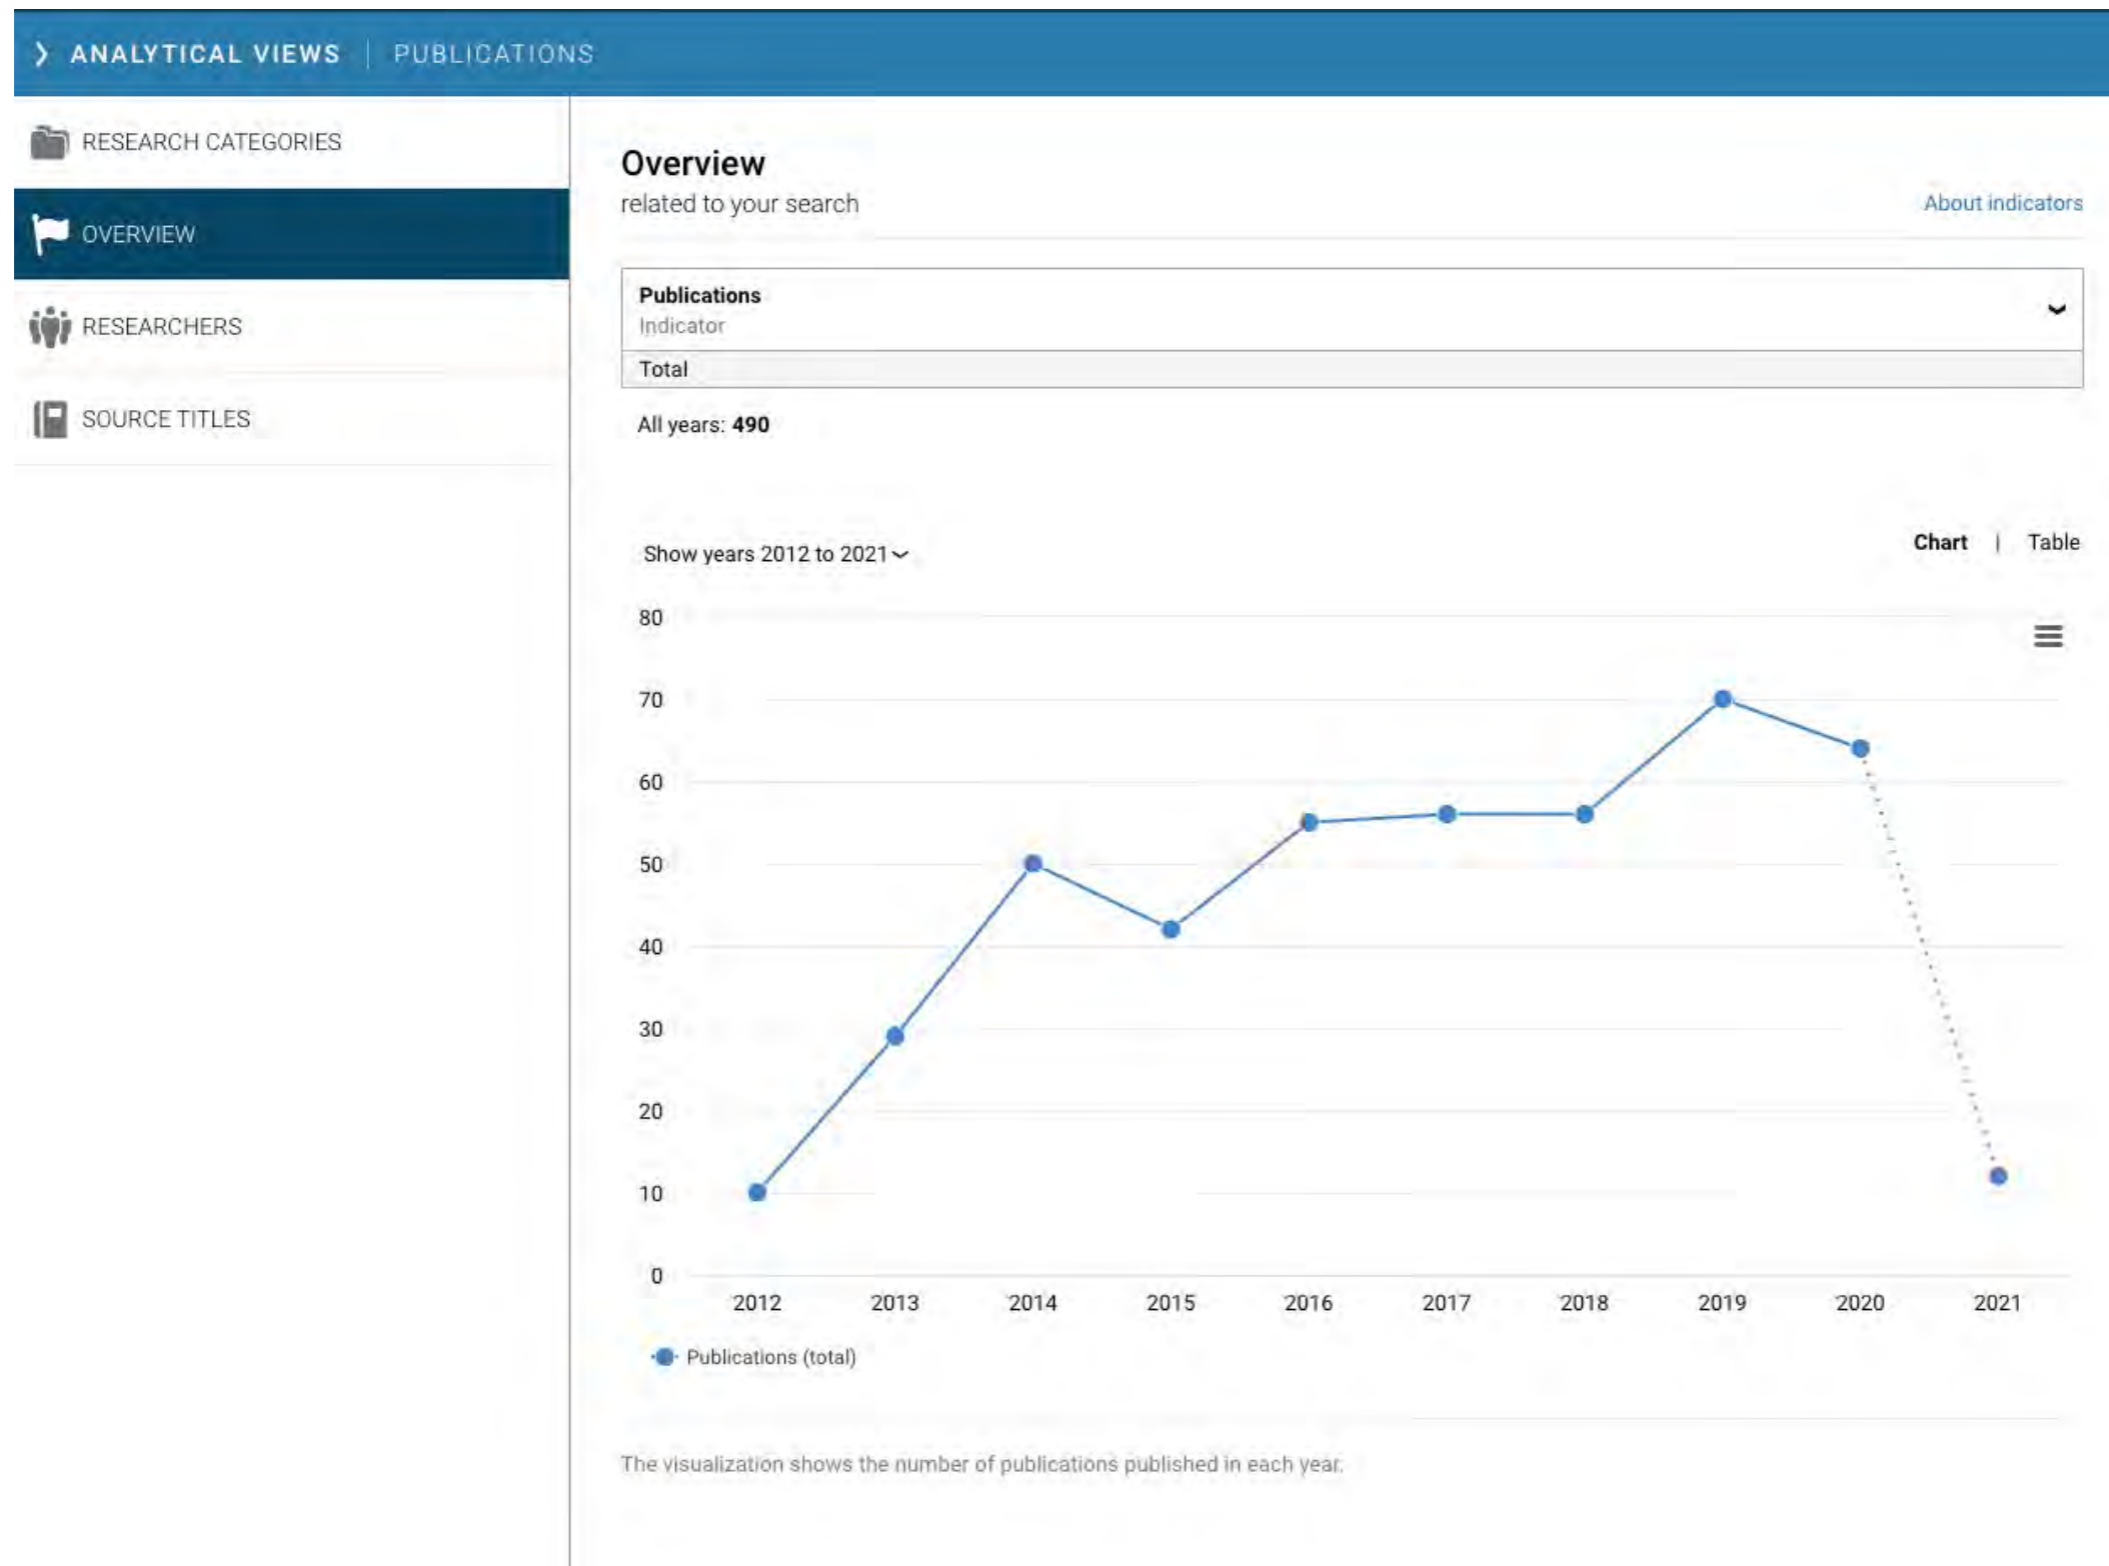 ANALYTICAL VIEWS | PUBLICATIONS
RESEARCH CATEGORIES
OVERVIEW
RESEARCHERS
SOURCE TITLES
Overview
related to your search
About indicators
Publications
Indicator
Total
All years: 490
Show years 2012 to 2021
Chart | Table
80
70
60
50
40
30
20
10
0
2012 2013 2014 2015 2016 2017 2018 2019 2020 2021
Publications (total)
The visualization shows the number of publications published in each year.